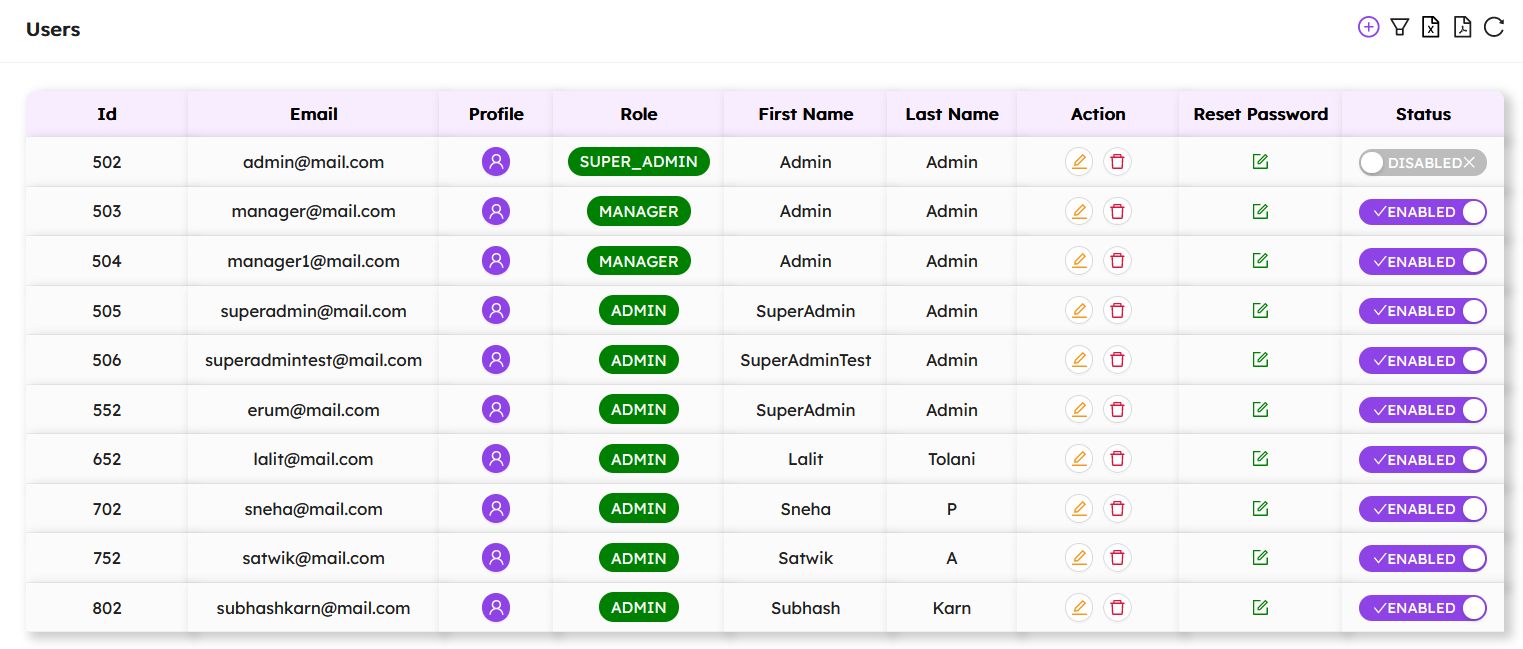 Users
Id Email Profile Role First Name Last Name Action Reset Password Status
502 admin@mail.com SUPER_ADMIN Admin Admin DISABLED
503 manager@mail.com MANAGER Admin Admin ENABLED
504 manager1@mail.com MANAGER Admin Admin ENABLED
505 superadmin@mail.com ADMIN SuperAdmin Admin ENABLED
506 superadmintest@mail.com ADMIN SuperAdminTest Admin ENABLED
552 erum@mail.com ADMIN SuperAdmin Admin ENABLED
652 lalit@mail.com ADMIN Lalit Tolani ENABLED
702 sneha@mail.com ADMIN Sneha P ENABLED
752 satwik@mail.com ADMIN Satwik A ENABLED
802 subhashkarn@mail.com ADMIN Subhash Karn ENABLED